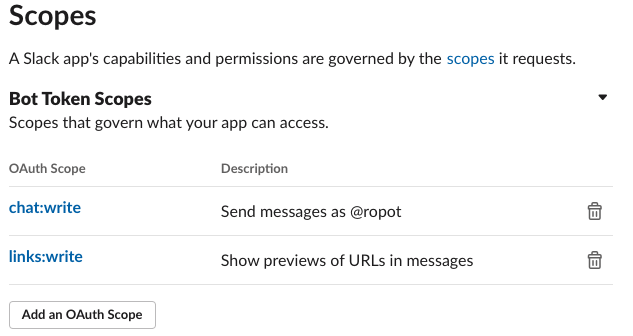 Scopes
A Slack app's capabilities and permissions are governed by the scopes it requests.
Bot Token Scopes
Scopes that govern what your app can access.
OAuth Scope Description
chat:write Send messages as @ropot
links:write Show previews of URLs in messages
Add an OAuth Scope